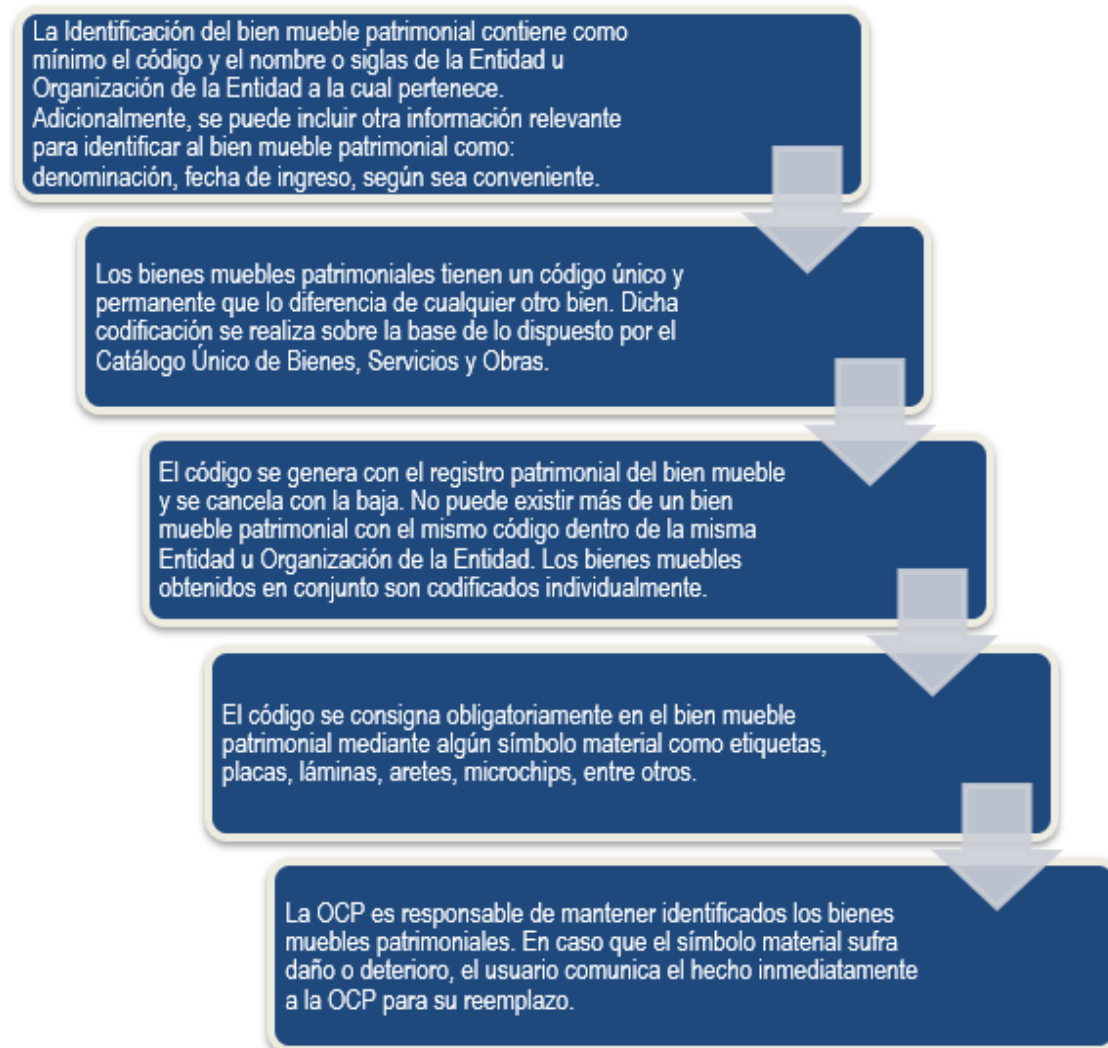 La Identificación del bien mueble patrimonial contiene como
mínimo el código y el nombre o siglas de la Entidad u
Organización de la Entidad a la cual pertenece.
Adicionalmente, se puede incluir otra información relevante
para identificar al bien mueble patrimonial como:
denominación, fecha de ingreso, según sea conveniente.
Los bienes muebles patrimoniales tienen un código único y
permanente que lo diferencia de cualquier otro bien. Dicha
codificación se realiza sobre la base de lo dispuesto por el
Catálogo Único de Bienes, Servicios y Obras.
El código se genera con el registro patrimonial del bien mueble
y se cancela con la baja. No puede existir más de un bien
mueble patrimonial con el mismo código dentro de la misma
Entidad u Organización de la Entidad. Los bienes muebles
obtenidos en conjunto son codificados individualmente.
El código se consigna obligatoriamente en el bien mueble
patrimonial mediante algún símbolo material como etiquetas,
placas, láminas, aretes, microchips, entre otros.
La OCP es responsable de mantener identificados los bienes
muebles patrimoniales. En caso que el símbolo material sufra
daño o deterioro, el usuario comunica el hecho inmediatamente
a la OCP para su reemplazo.